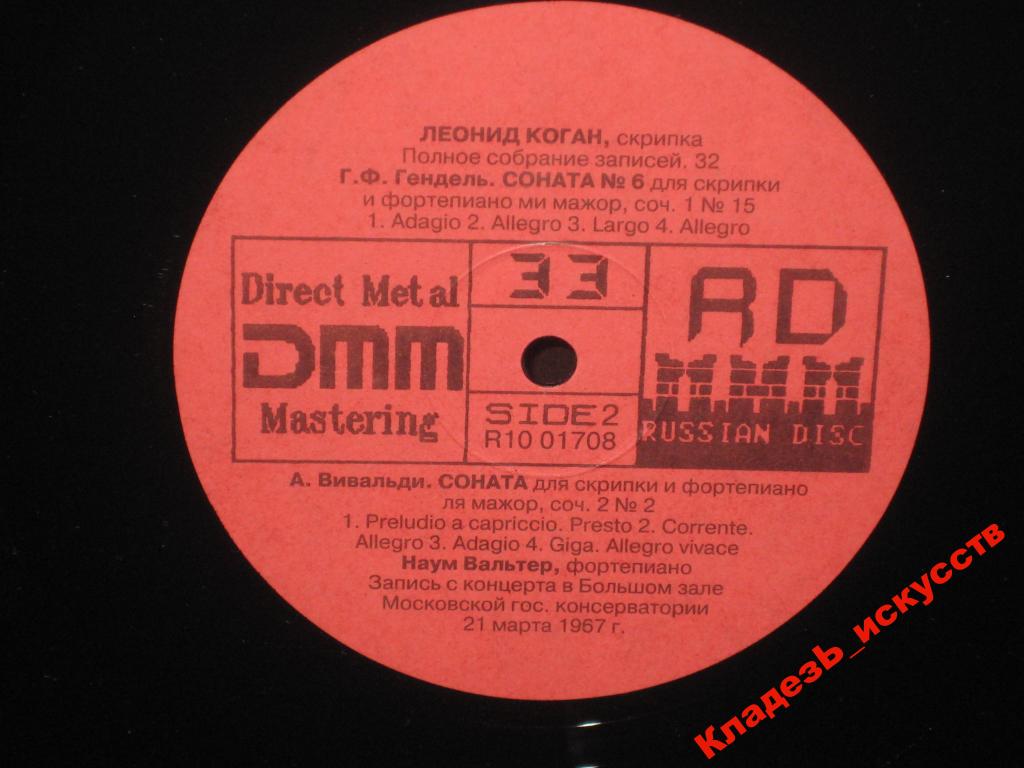 ЛЕОНИД КОГАН, скрипка
Полное собрание записей. 32
Г.Ф. Гендель. СОНАТА № 6 для скрипки
и фортепиано ми мажор, соч. 1 № 15
1. Adagio 2. Allegro 3. Largo 4. Allegro
Direct Metal
DMM
Mastering
33
SIDE 2
R10 01708
RD
RUSSIAN DISC
А. Вивальди. СОНАТА для скрипки и фортепиано
ля мажор, соч. 2 № 2
1. Preludio a capriccio. Presto 2. Corrente.
Allegro 3. Adagio 4. Giga. Allegro vivace
Наум Вальтер, фортепиано
Запись с концерта в Большом зале
Московской гос. консерватории
21 марта 1967 г.
КладезЬ_искусств